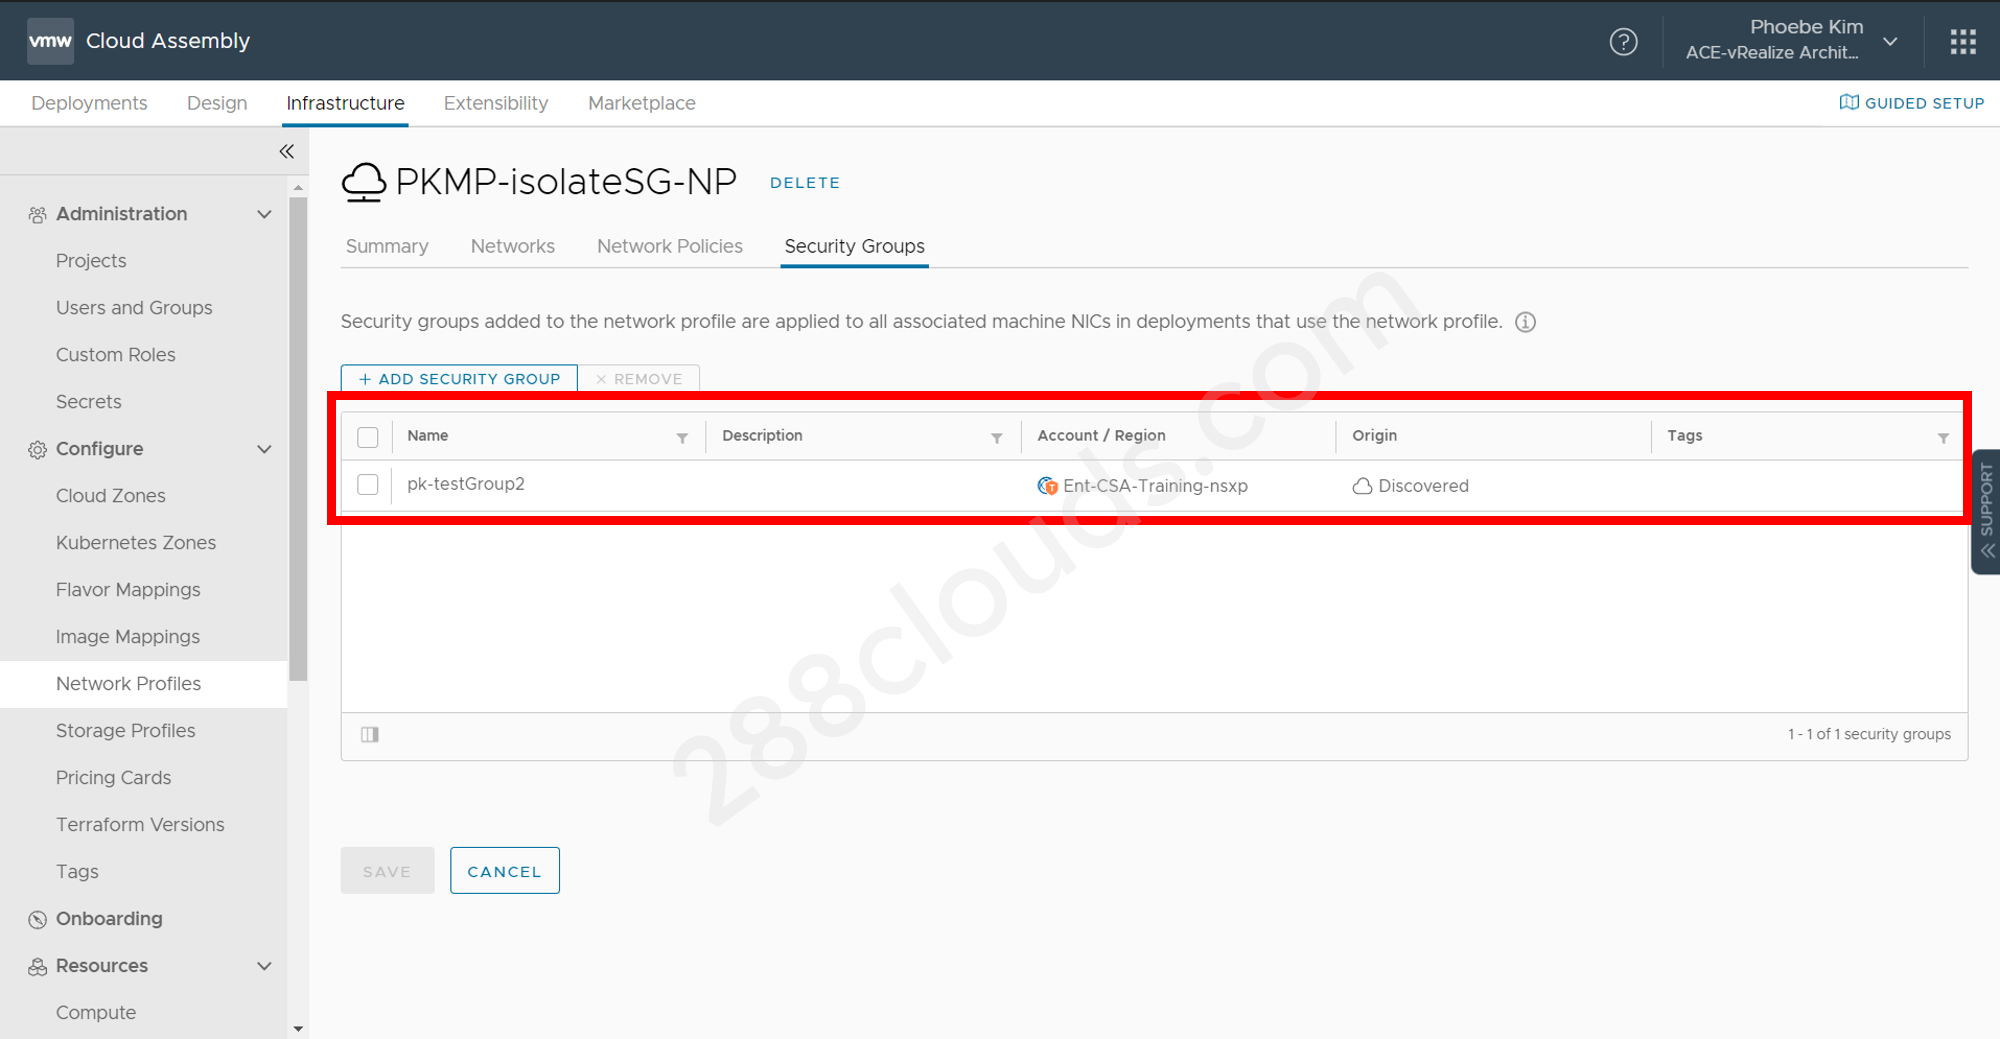 vmw Cloud Assembly
Phoebe Kim
ACE-vRealize Archit...
Deployments Design Infrastructure Extensibility Marketplace GUIDED SETUP
Administration
Projects
Users and Groups
Custom Roles
Secrets
Configure
Cloud Zones
Kubernetes Zones
Flavor Mappings
Image Mappings
Network Profiles
Storage Profiles
Pricing Cards
Terraform Versions
Tags
Onboarding
Resources
Compute
PKMP-isolateSG-NP DELETE
Summary Networks Network Policies Security Groups
Security groups added to the network profile are applied to all associated machine NICs in deployments that use the network profile.
+ ADD SECURITY GROUP × REMOVE
Name Description Account / Region Origin Tags
pk-testGroup2 Ent-CSA-Training-nsxp Discovered
1 - 1 of 1 security groups
SAVE CANCEL
SUPPORT
288clouds.com